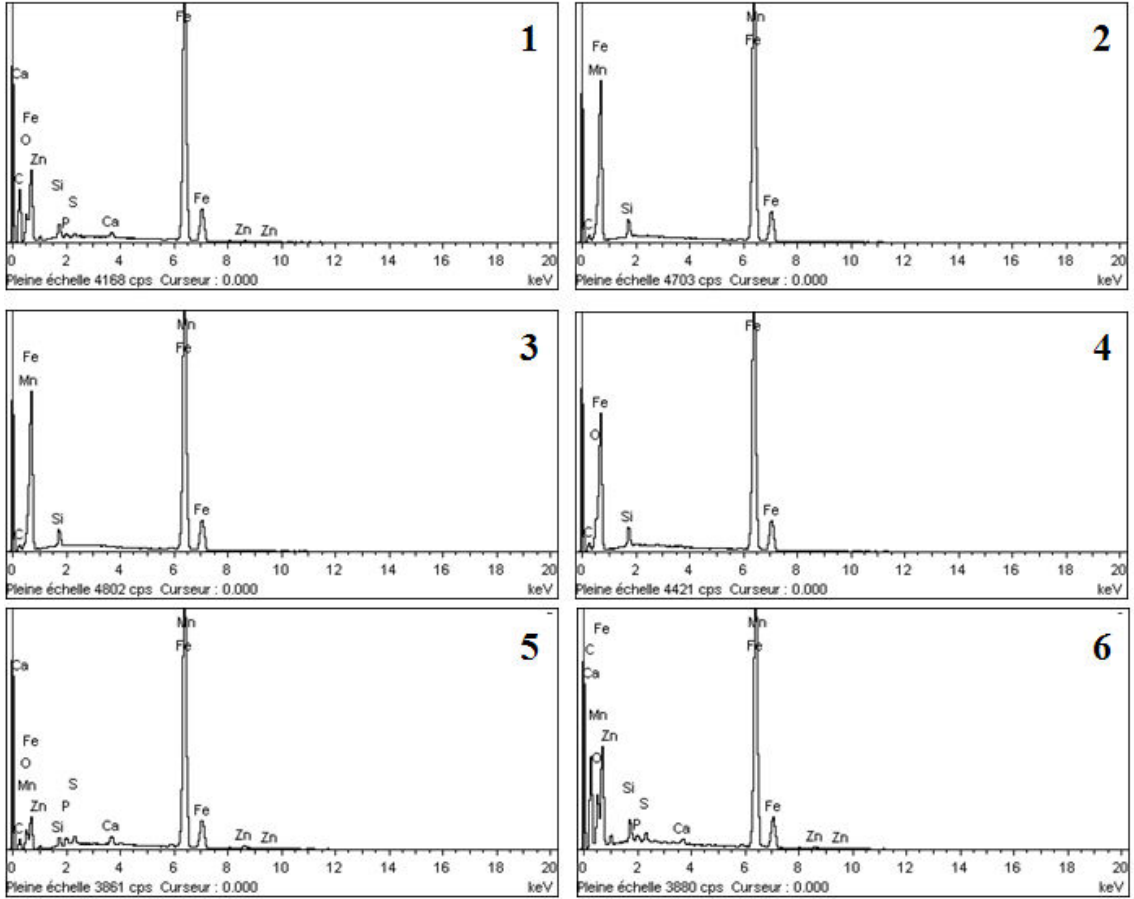 1
Fe
Ca
Fe
O
Zn
C
Si
S
P
Ca
Fe
Zn Zn
0 2 4 6 8 10 12 14 16 18 20
Pleine échelle 4168 cps Curseur : 0.000 keV
2
Mn
Fe
Fe
Mn
C
Si
Fe
0 2 4 6 8 10 12 14 16 18 20
Pleine échelle 4703 cps Curseur : 0.000 keV
3
Mn
Fe
Fe
Mn
C
Si
Fe
0 2 4 6 8 10 12 14 16 18 20
Pleine échelle 4802 cps Curseur : 0.000 keV
4
Fe
Fe
O
C
Si
Fe
0 2 4 6 8 10 12 14 16 18 20
Pleine échelle 4421 cps Curseur : 0.000 keV
5
Mn
Fe
Ca
Fe
O
Mn
Zn
C
S
P
Si
Ca
Fe
Zn Zn
0 2 4 6 8 10 12 14 16 18 20
Pleine échelle 3861 cps Curseur : 0.000 keV
6
Mn
Fe
Fe
C
Ca
Mn
Zn
O
Si
S
P
Ca
Fe
Zn Zn
0 2 4 6 8 10 12 14 16 18 20
Pleine échelle 3880 cps Curseur : 0.000 keV